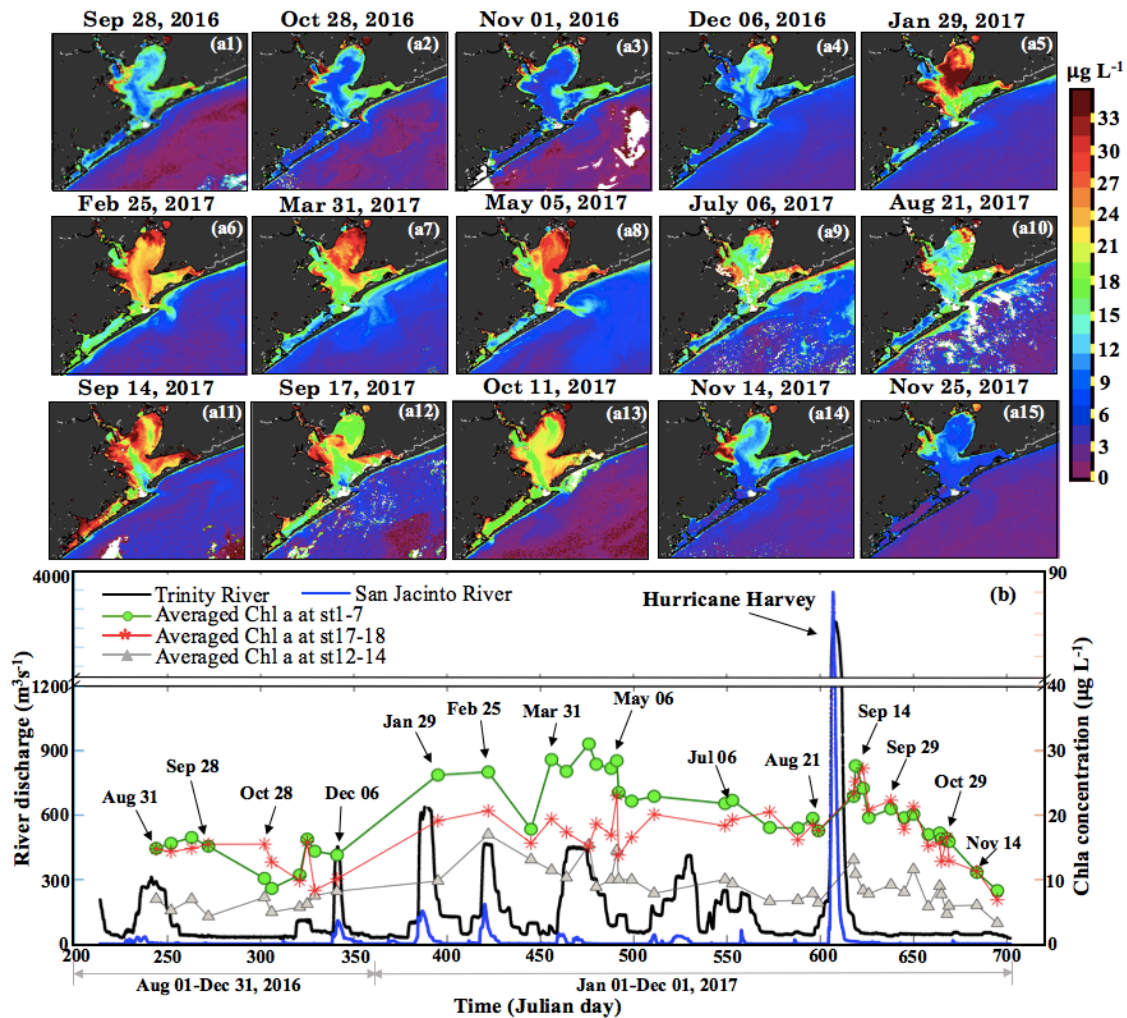 Sep 28, 2016 Oct 28, 2016 Nov 01, 2016 Dec 06, 2016 Jan 29, 2017
(a1) (a2) (a3) (a4) (a5)
µg L⁻¹
33
30
27
24
21
18
15
12
9
6
3
0
Feb 25, 2017 Mar 31, 2017 May 05, 2017 July 06, 2017 Aug 21, 2017
(a6) (a7) (a8) (a9) (a10)
Sep 14, 2017 Sep 17, 2017 Oct 11, 2017 Nov 14, 2017 Nov 25, 2017
(a11) (a12) (a13) (a14) (a15)
(b)
Trinity River San Jacinto River
Averaged Chl a at st1-7
Averaged Chl a at st17-18
Averaged Chl a at st12-14
Hurricane Harvey
River discharge (m³s⁻¹)
4000
1200
900
600
300
0
Chla concentration (µg L⁻¹)
90
40
30
20
10
0
Aug 31
Sep 28
Oct 28
Dec 06
Jan 29
Feb 25
Mar 31
May 06
Jul 06
Aug 21
Sep 14
Sep 29
Oct 29
Nov 14
200 250 300 350 400 450 500 550 600 650 700
Aug 01-Dec 31, 2016 Jan 01-Dec 01, 2017
Time (Julian day)